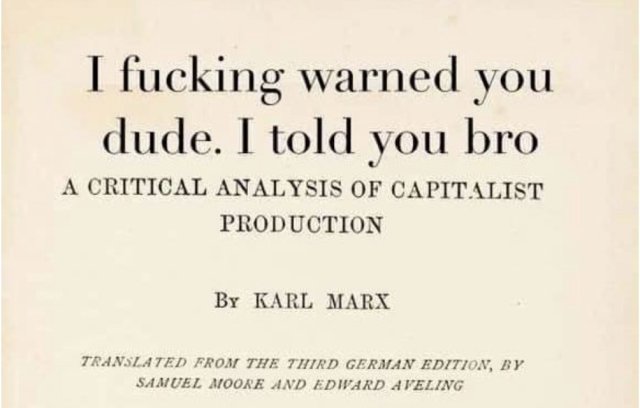 I fucking warned you
dude. I told you bro
A CRITICAL ANALYSIS OF CAPITALIST
PRODUCTION
By KARL MARX
TRANSLATED FROM THE THIRD GERMAN EDITION, BY
SAMUEL MOORE AND EDWARD AVELING